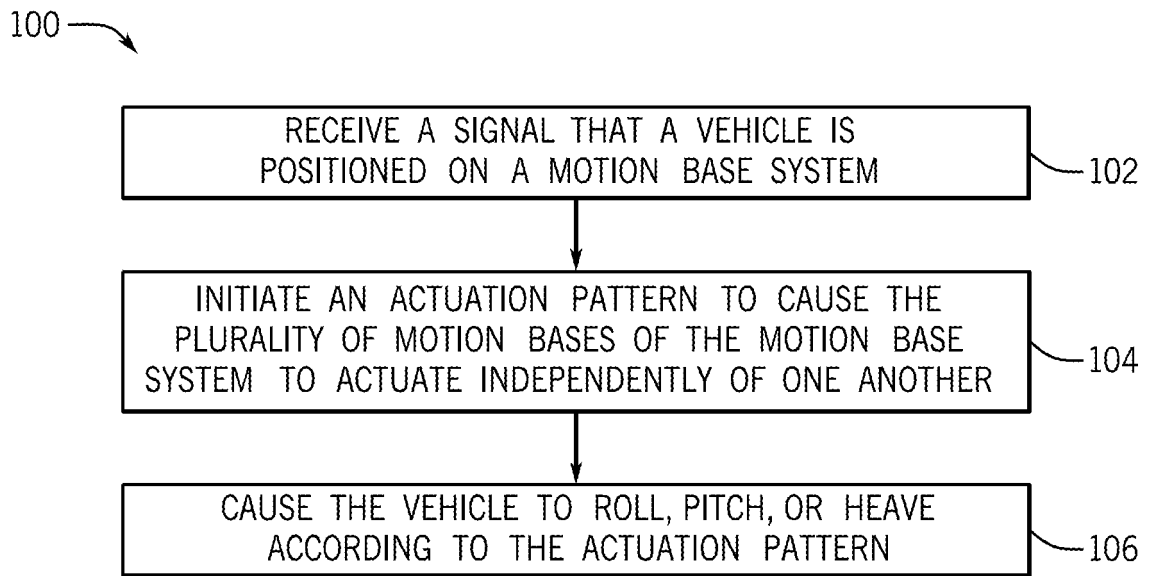 100
RECEIVE A SIGNAL THAT A VEHICLE IS
POSITIONED ON A MOTION BASE SYSTEM
102
INITIATE AN ACTUATION PATTERN TO CAUSE THE
PLURALITY OF MOTION BASES OF THE MOTION BASE
SYSTEM TO ACTUATE INDEPENDENTLY OF ONE ANOTHER
104
CAUSE THE VEHICLE TO ROLL, PITCH, OR HEAVE
ACCORDING TO THE ACTUATION PATTERN
106